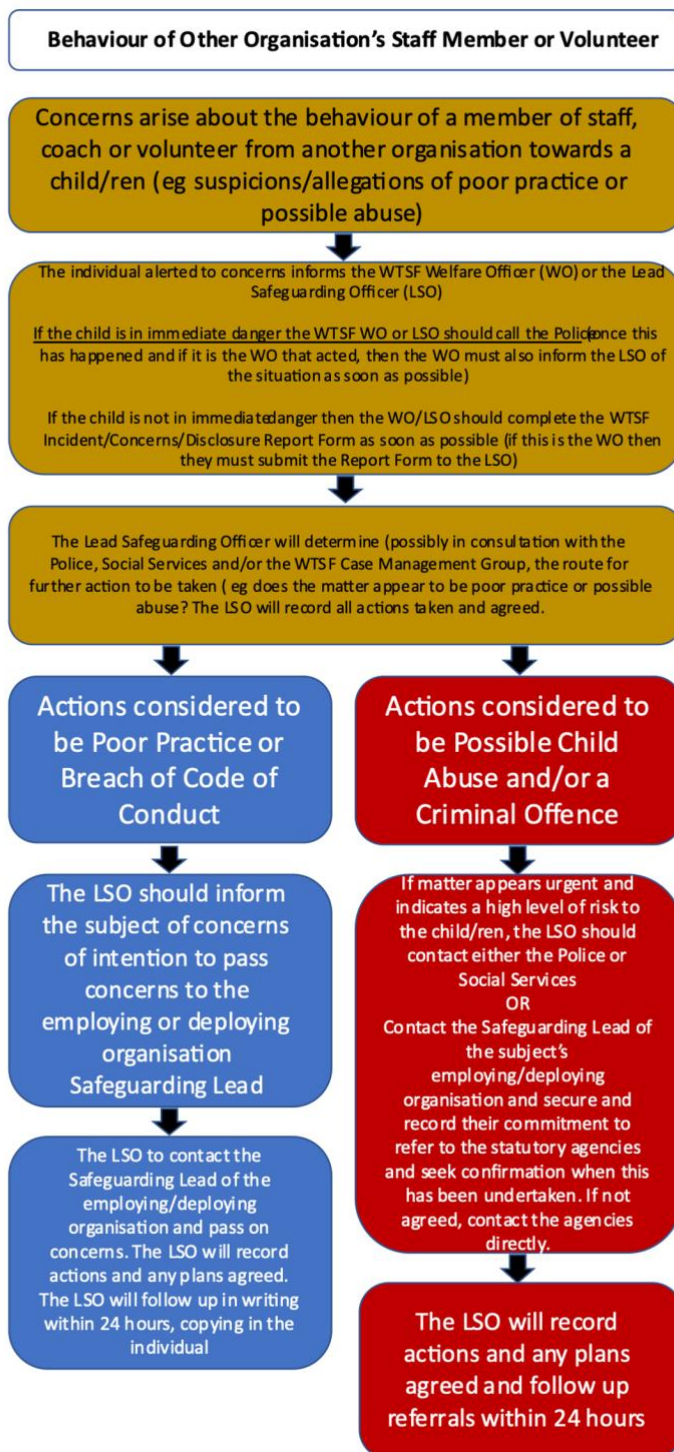 Behaviour of Other Organisation's Staff Member or Volunteer
Concerns arise about the behaviour of a member of staff,
coach or volunteer from another organisation towards a
child/ren (eg suspicions/allegations of poor practice or
possible abuse)
The individual alerted to concerns informs the WTSF Welfare Officer (WO) or the Lead
Safeguarding Officer (LSO)
If the child is in immediate danger the WTSF WO or LSO should call the Police(once this
has happened and if it is the WO that acted, then the WO must also inform the LSO of
the situation as soon as possible)
If the child is not in immediate danger then the WO/LSO should complete the WTSF
Incident/Concerns/Disclosure Report Form as soon as possible (if this is the WO then
they must submit the Report Form to the LSO)
The Lead Safeguarding Officer will determine (possibly in consultation with the
Police, Social Services and/or the WTSF Case Management Group, the route for
further action to be taken ( eg does the matter appear to be poor practice or possible
abuse? The LSO will record all actions taken and agreed.
Actions considered to
be Poor Practice or
Breach of Code of
Conduct
The LSO should inform
the subject of concerns
of intention to pass
concerns to the
employing or deploying
organisation
Safeguarding Lead
The LSO to contact the
Safeguarding Lead of the
employing/deploying
organisation and pass on
concerns. The LSO will record
actions and any plans agreed.
The LSO will follow up in writing
within 24 hours, copying in the
individual
Actions considered to
be Possible Child
Abuse and/or a
Criminal Offence
If matter appears urgent and
indicates a high level of risk to
the child/ren, the LSO should
contact either the Police or
Social Services
OR
Contact the Safeguarding Lead of
the subject's
employing/deploying
organisation and secure and
record their commitment to
refer to the statutory agencies
and seek confirmation when this
has been undertaken. If not
agreed, contact the agencies
directly.
The LSO will record
actions and any plans
agreed and follow up
referrals within 24 hours